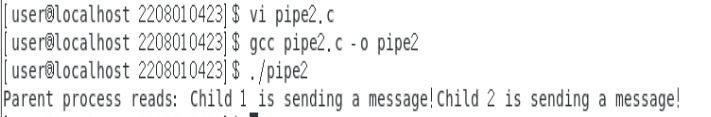 [user@localhost 2208010423]$ vi pipe2.c
[user@localhost 2208010423]$ gcc pipe2.c -o pipe2
[user@localhost 2208010423]$ ./pipe2
Parent process reads: Child 1 is sending a message!Child 2 is sending a message!